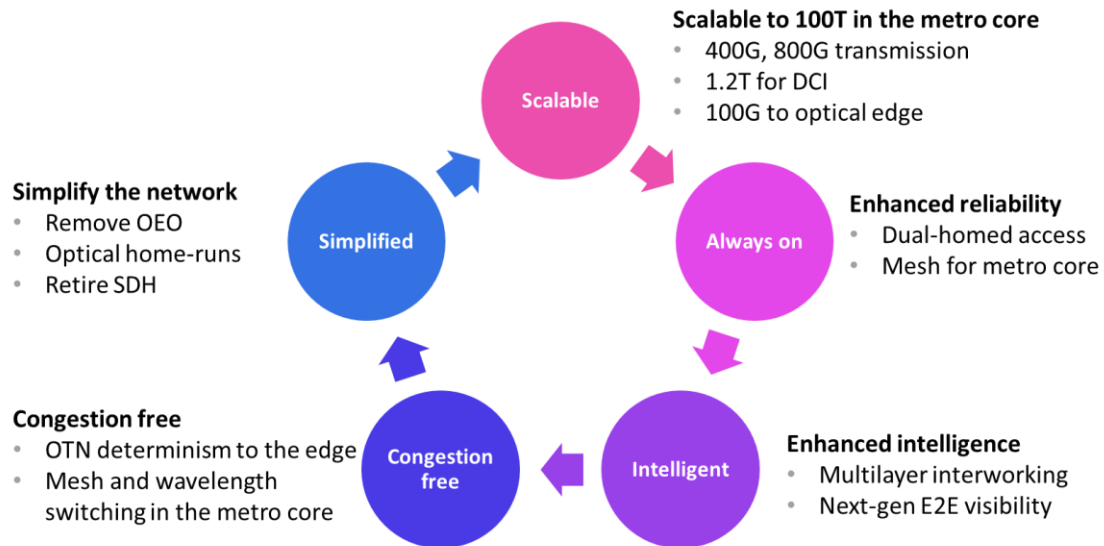 Scalable to 100T in the metro core
• 400G, 800G transmission
• 1.2T for DCI
• 100G to optical edge
Scalable
Simplify the network
• Remove OEO
• Optical home-runs
• Retire SDH
Simplified
Always on
Enhanced reliability
• Dual-homed access
• Mesh for metro core
Congestion free
• OTN determinism to the edge
• Mesh and wavelength
switching in the metro core
Congestion
free
Intelligent
Enhanced intelligence
• Multilayer interworking
• Next-gen E2E visibility